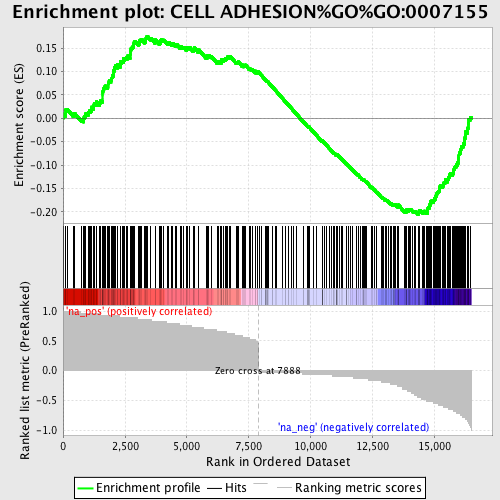 Enrichment plot: CELL ADHESION%GO%GO:0007155
Enrichment score (ES)
0.15
0.10
0.05
0.00
-0.05
-0.10
-0.15
-0.20
Ranked list metric (PreRanked)
1.0
0.5
0.0
-0.5
-1.0
'na_pos' (positively correlated)
Zero cross at 7888
'na_neg' (negatively correlated)
0 2,500 5,000 7,500 10,000 12,500 15,000
Rank in Ordered Dataset
Enrichment profile Hits Ranking metric scores